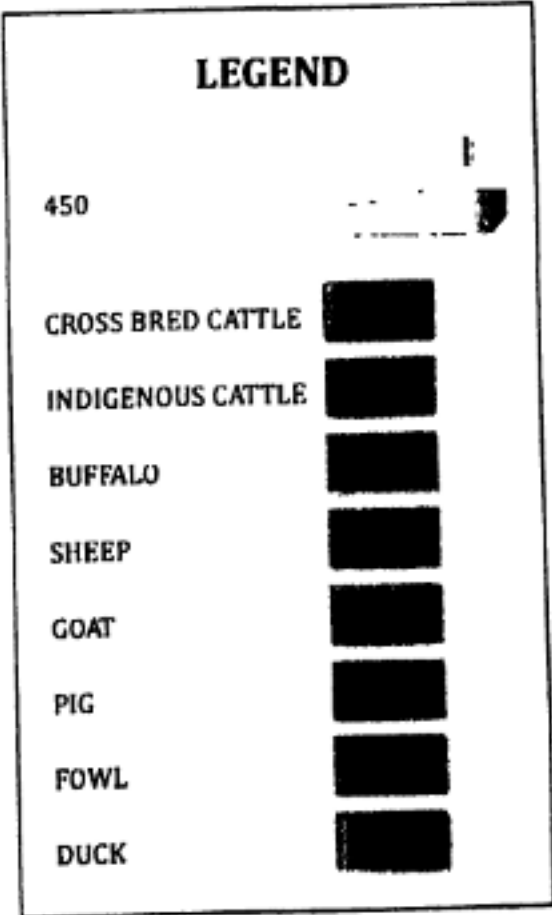 LEGEND
450
CROSS BRED CATTLE
INDIGENOUS CATTLE
BUFFALO
SHEEP
GOAT
PIG
FOWL
DUCK